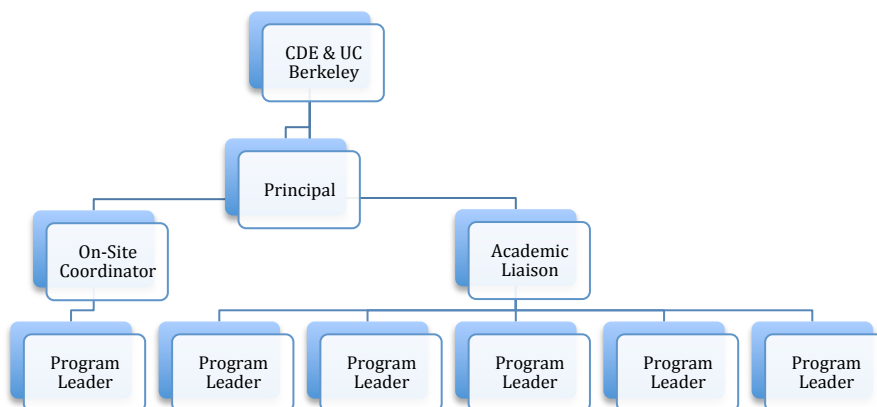 CDE & UC
Berkeley
Principal
On-Site
Coordinator
Academic
Liaison
Program
Leader
Program
Leader
Program
Leader
Program
Leader
Program
Leader
Program
Leader